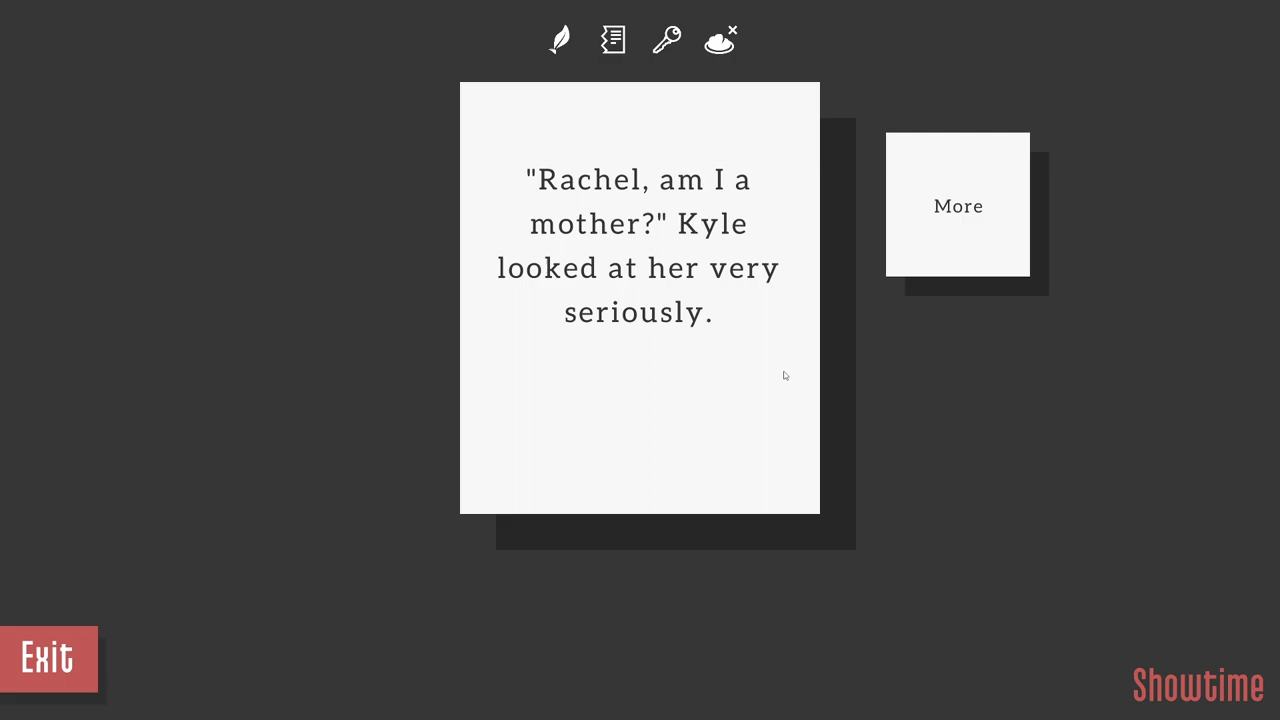 "Rachel, am I a
mother?" Kyle
looked at her very
seriously.
More
Exit
Showtime